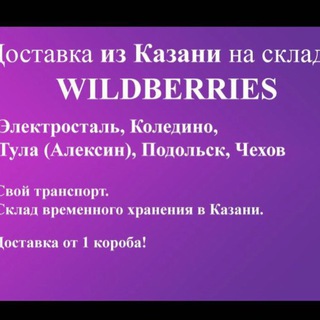 Доставка из Казани на склад
WILDBERRIES
Электросталь, Коледино,
Тула (Алексин), Подольск, Чехов
Свой транспорт.
Склад временного хранения в Казани.
Доставка от 1 короба!